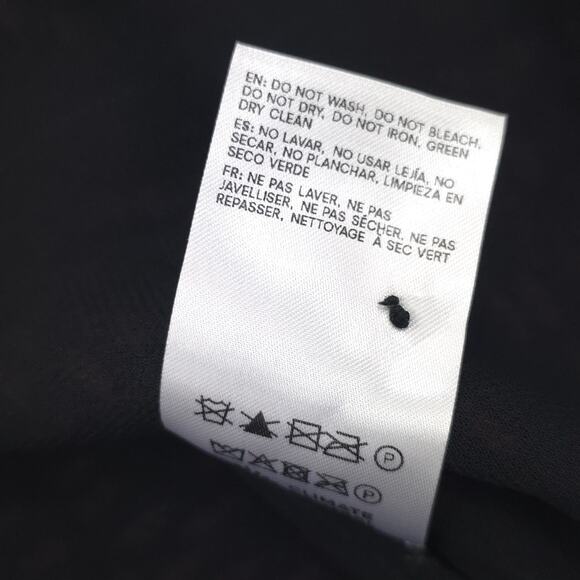 EN: DO NOT WASH, DO NOT BLEACH,
DO NOT DRY, DO NOT IRON, GREEN
DRY CLEAN
ES: NO LAVAR, NO USAR LEJÍA, NO
SECAR, NO PLANCHAR, LIMPIEZA EN
SECO VERDE
FR: NE PAS LAVER, NE PAS
JAVELLISER, NE PAS SÉCHER, NE PAS
REPASSER, NETTOYAGE À SEC VERT
P
P
CLIMATE